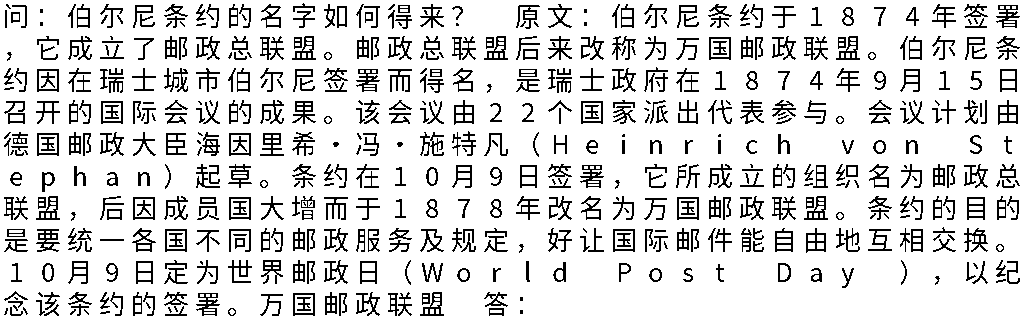 问：伯尔尼条约的名字如何得来？ 原文：伯尔尼条约于1874年签署
，它成立了邮政总联盟。邮政总联盟后来改称为万国邮政联盟。伯尔尼条
约因在瑞士城市伯尔尼签署而得名，是瑞士政府在1874年9月15日
召开的国际会议的成果。该会议由22个国家派出代表参与。会议计划由
德国邮政大臣海因里希·冯·施特凡（Heinrich von St
ephan）起草。条约在10月9日签署，它所成立的组织名为邮政总
联盟，后因成员国大增而于1878年改名为万国邮政联盟。条约的目的
是要统一各国不同的邮政服务及规定，好让国际邮件能自由地互相交换。
10月9日定为世界邮政日（World Post Day ），以纪
念该条约的签署。万国邮政联盟 答：